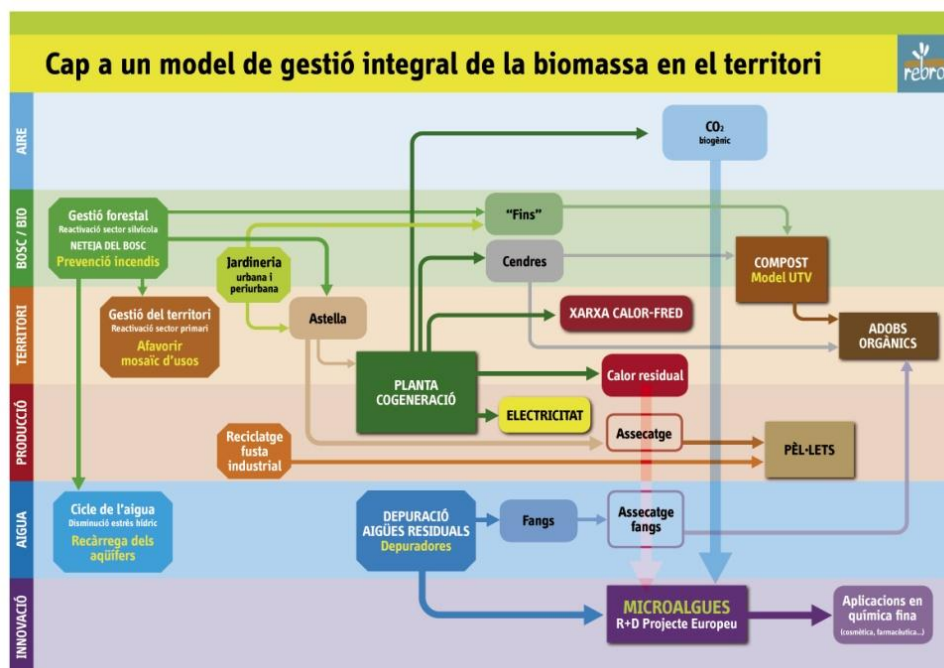 Cap a un model de gestió integral de la biomassa en el territori
rebro
AIRE
CO₂
biogènic
BOSC / BIO
Gestió forestal
Reactivació sector silvícola
NETEJA DEL BOSC
Prevenció incendis
"Fins"
Jardineria
urbana i
periurbana
Cendres
COMPOST
Model UTV
TERRITORI
Gestió del territori
Reactivació sector primari
Afavorir
mosaïc d'usos
Astella
XARXA CALOR-FRED
ADOBS
ORGÀNICS
PLANTA
COGENERACIÓ
Calor residual
PRODUCCIÓ
ELECTRICITAT
Reciclatge
fusta
industrial
Assecatge
PÈL·LETS
AIGUA
Cicle de l'aigua
Disminució estrès hídric
Recàrrega dels
aqüífers
DEPURACIÓ
AIGÜES RESIDUALS
Depuradores
Fangs
Assecatge
fangs
INNOVACIÓ
MICROALGUES
R+D Projecte Europeu
Aplicacions en
química fina
(cosmètica, farmacèutica...)